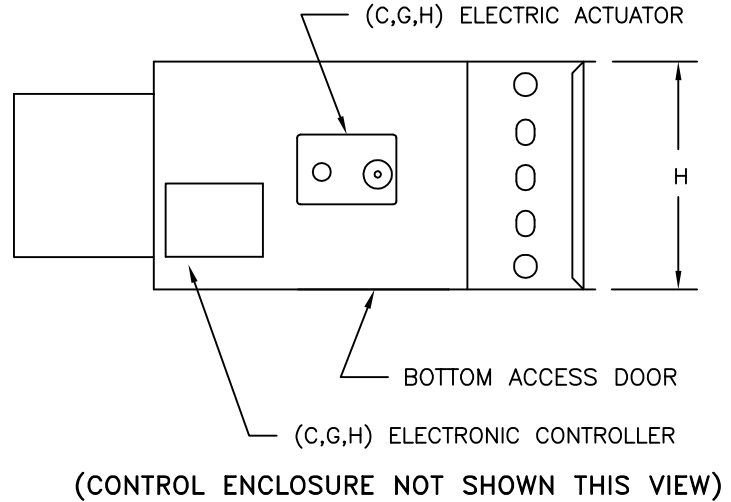 (C,G,H) ELECTRIC ACTUATOR
H
BOTTOM ACCESS DOOR
(C,G,H) ELECTRONIC CONTROLLER
(CONTROL ENCLOSURE NOT SHOWN THIS VIEW)